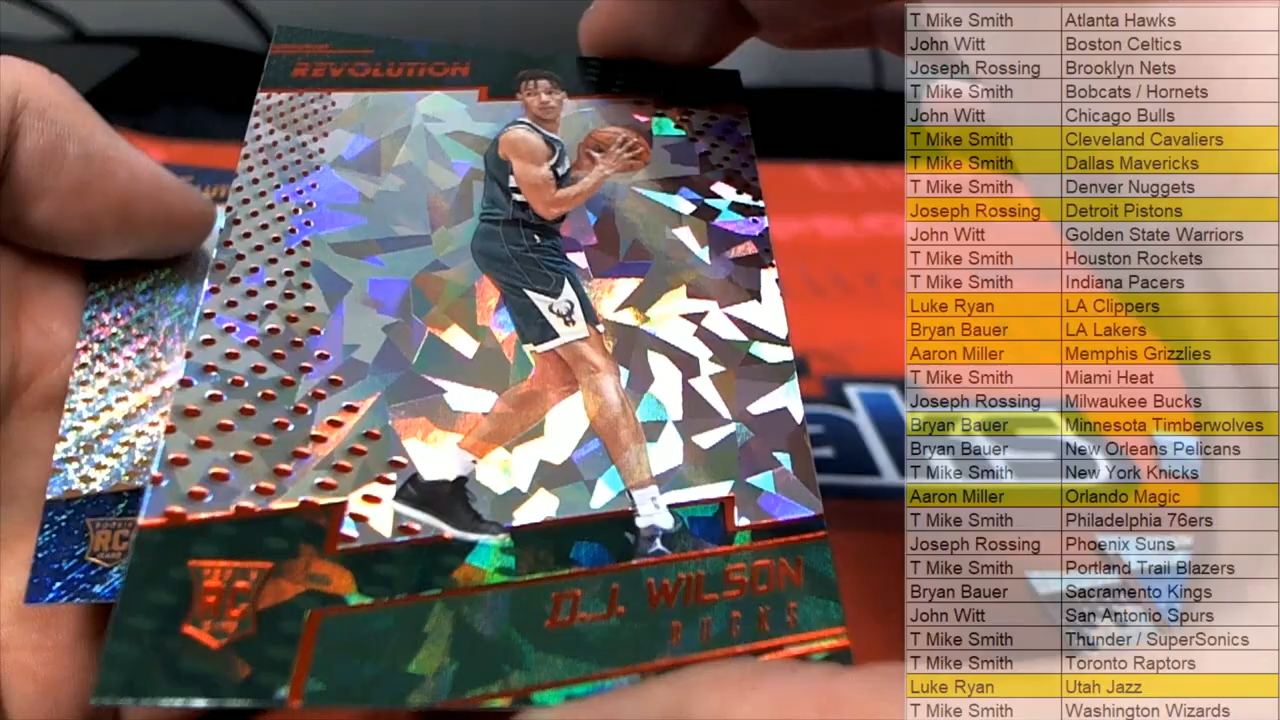 REVOLUTION
RC
RC
D.J. WILSON
BUCKS
T Mike Smith Atlanta Hawks
John Witt Boston Celtics
Joseph Rossing Brooklyn Nets
T Mike Smith Bobcats / Hornets
John Witt Chicago Bulls
T Mike Smith Cleveland Cavaliers
T Mike Smith Dallas Mavericks
T Mike Smith Denver Nuggets
Joseph Rossing Detroit Pistons
John Witt Golden State Warriors
T Mike Smith Houston Rockets
T Mike Smith Indiana Pacers
Luke Ryan LA Clippers
Bryan Bauer LA Lakers
Aaron Miller Memphis Grizzlies
T Mike Smith Miami Heat
Joseph Rossing Milwaukee Bucks
Bryan Bauer Minnesota Timberwolves
Bryan Bauer New Orleans Pelicans
T Mike Smith New York Knicks
Aaron Miller Orlando Magic
T Mike Smith Philadelphia 76ers
Joseph Rossing Phoenix Suns
T Mike Smith Portland Trail Blazers
Bryan Bauer Sacramento Kings
John Witt San Antonio Spurs
T Mike Smith Thunder / SuperSonics
T Mike Smith Toronto Raptors
Luke Ryan Utah Jazz
T Mike Smith Washington Wizards